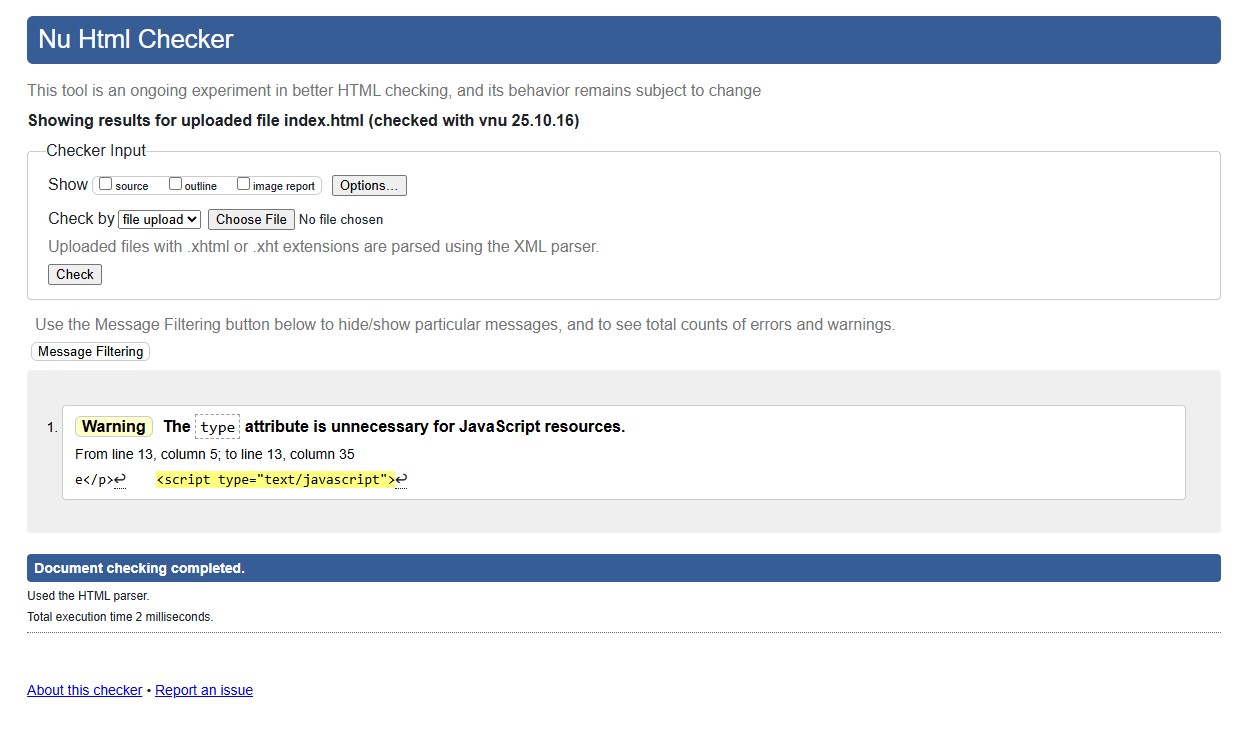 Nu Html Checker
This tool is an ongoing experiment in better HTML checking, and its behavior remains subject to change
Showing results for uploaded file index.html (checked with vnu 25.10.16)
Checker Input
Show source outline image report Options...
Check by file upload Choose File No file chosen
Uploaded files with .xhtml or .xht extensions are parsed using the XML parser.
Check
Use the Message Filtering button below to hide/show particular messages, and to see total counts of errors and warnings.
Message Filtering
1. Warning The type attribute is unnecessary for JavaScript resources.
From line 13, column 5; to line 13, column 35
e</p>↩ <script type="text/javascript">↩
Document checking completed.
Used the HTML parser.
Total execution time 2 milliseconds.
About this checker • Report an issue